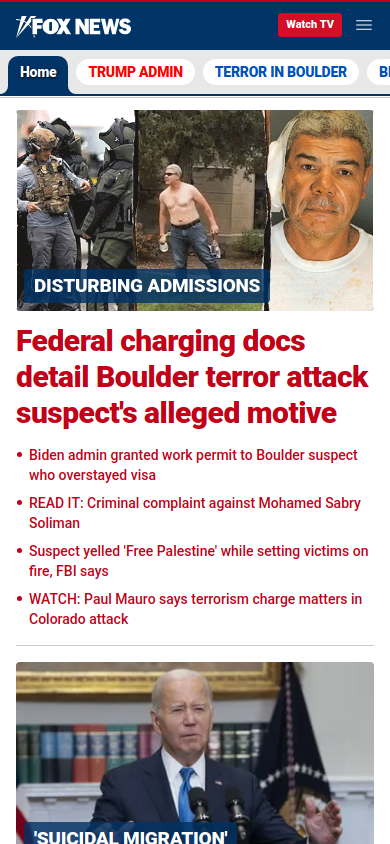 FOX NEWS
Watch TV
Home
TRUMP ADMIN
TERROR IN BOULDER
DISTURBING ADMISSIONS
Federal charging docs
detail Boulder terror attack
suspect's alleged motive
Biden admin granted work permit to Boulder suspect
who overstayed visa
READ IT: Criminal complaint against Mohamed Sabry
Soliman
Suspect yelled 'Free Palestine' while setting victims on
fire, FBI says
WATCH: Paul Mauro says terrorism charge matters in
Colorado attack
'SUICIDAL MIGRATION'